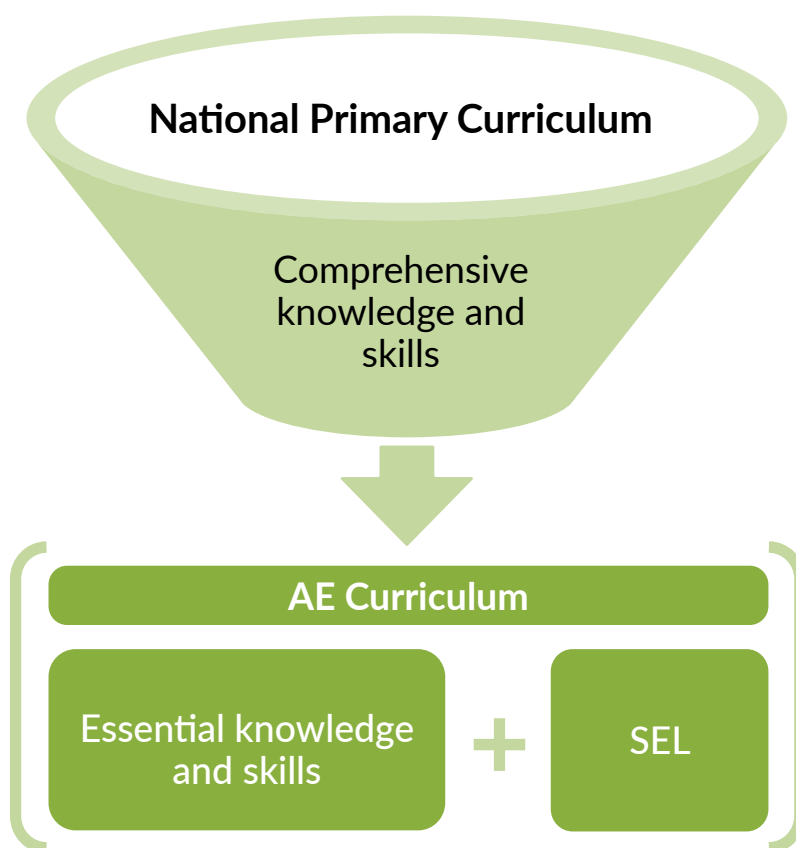 National Primary Curriculum
Comprehensive
knowledge and
skills
AE Curriculum
Essential knowledge
and skills
+
SEL